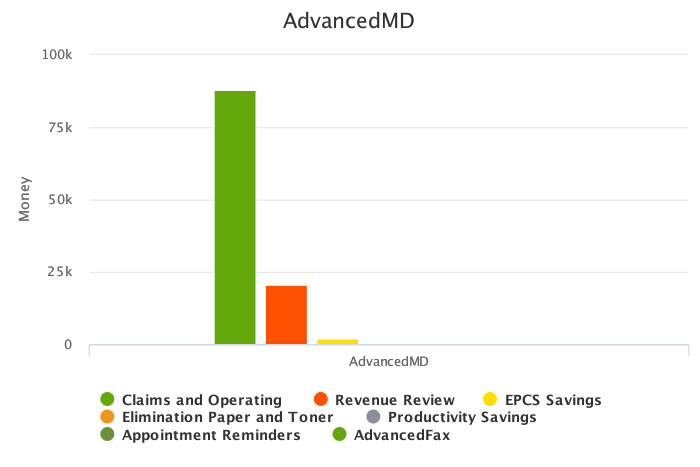 AdvancedMD
100k
75k
50k
25k
0
Money
AdvancedMD
Claims and Operating Revenue Review EPCS Savings
Elimination Paper and Toner Productivity Savings
Appointment Reminders AdvancedFax